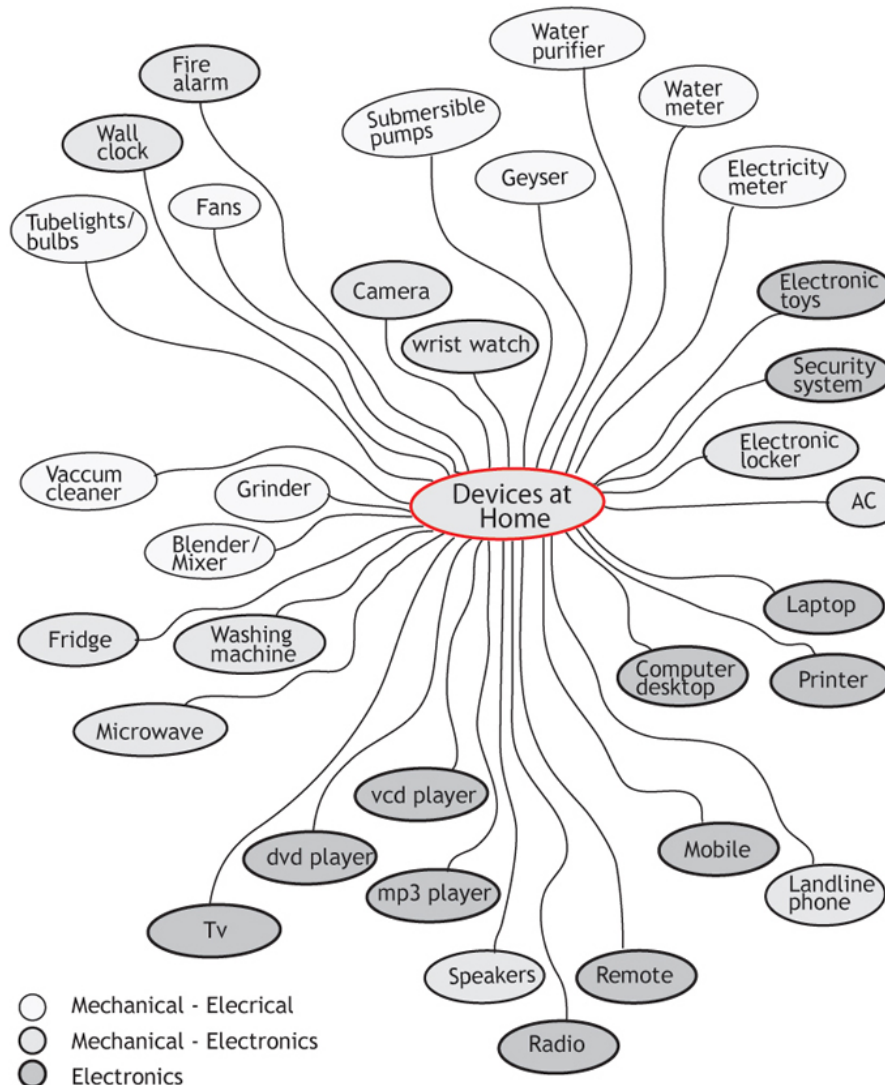 Water
purifier
Fire
alarm
Water
meter
Submersible
pumps
Wall
clock
Geyser
Electricity
meter
Fans
Tubelights/
bulbs
Camera
Electronic
toys
wrist watch
Security
system
Electronic
locker
Vaccum
cleaner
Grinder
Devices at
Home
AC
Blender/
Mixer
Laptop
Fridge
Washing
machine
Computer
desktop
Printer
Microwave
vcd player
dvd player
Mobile
mp3 player
Landline
phone
Tv
Speakers
Remote
Radio
Mechanical - Elecrical
Mechanical - Electronics
Electronics